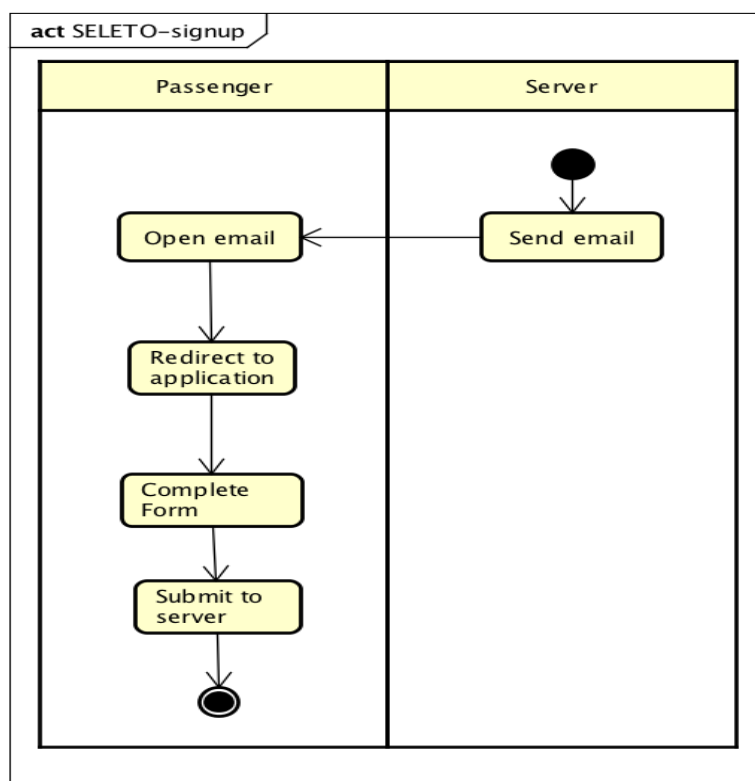 act SELETO-signup
Passenger
Server
Open email
Send email
Redirect to
application
Complete
Form
Submit to
server